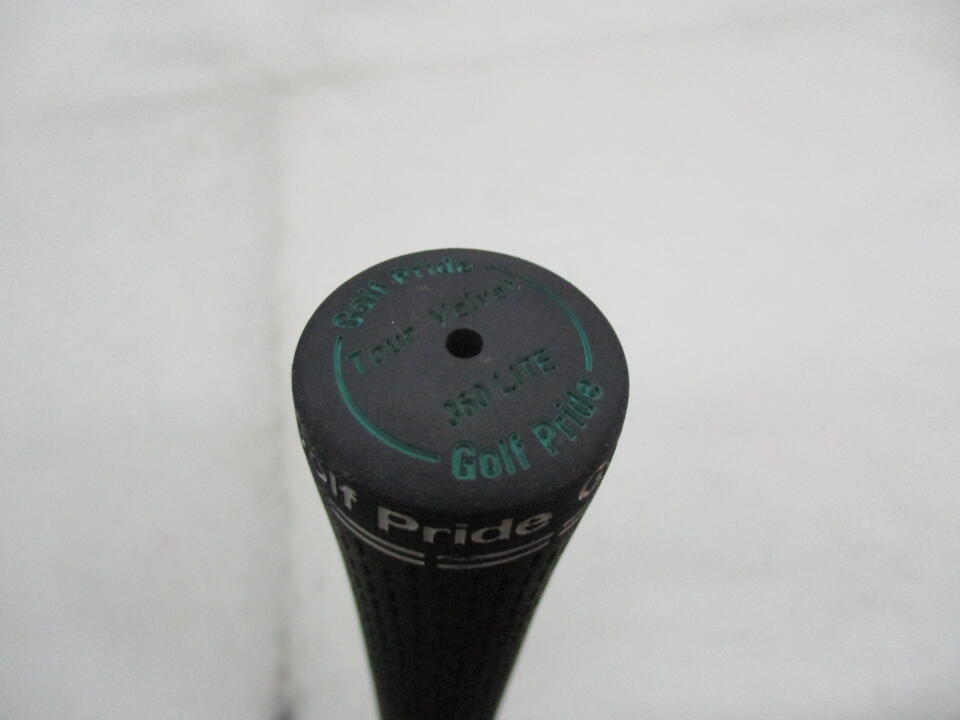 Golf Pride
Tour Velvet
360 LITE
Golf Pride
Golf Pride G